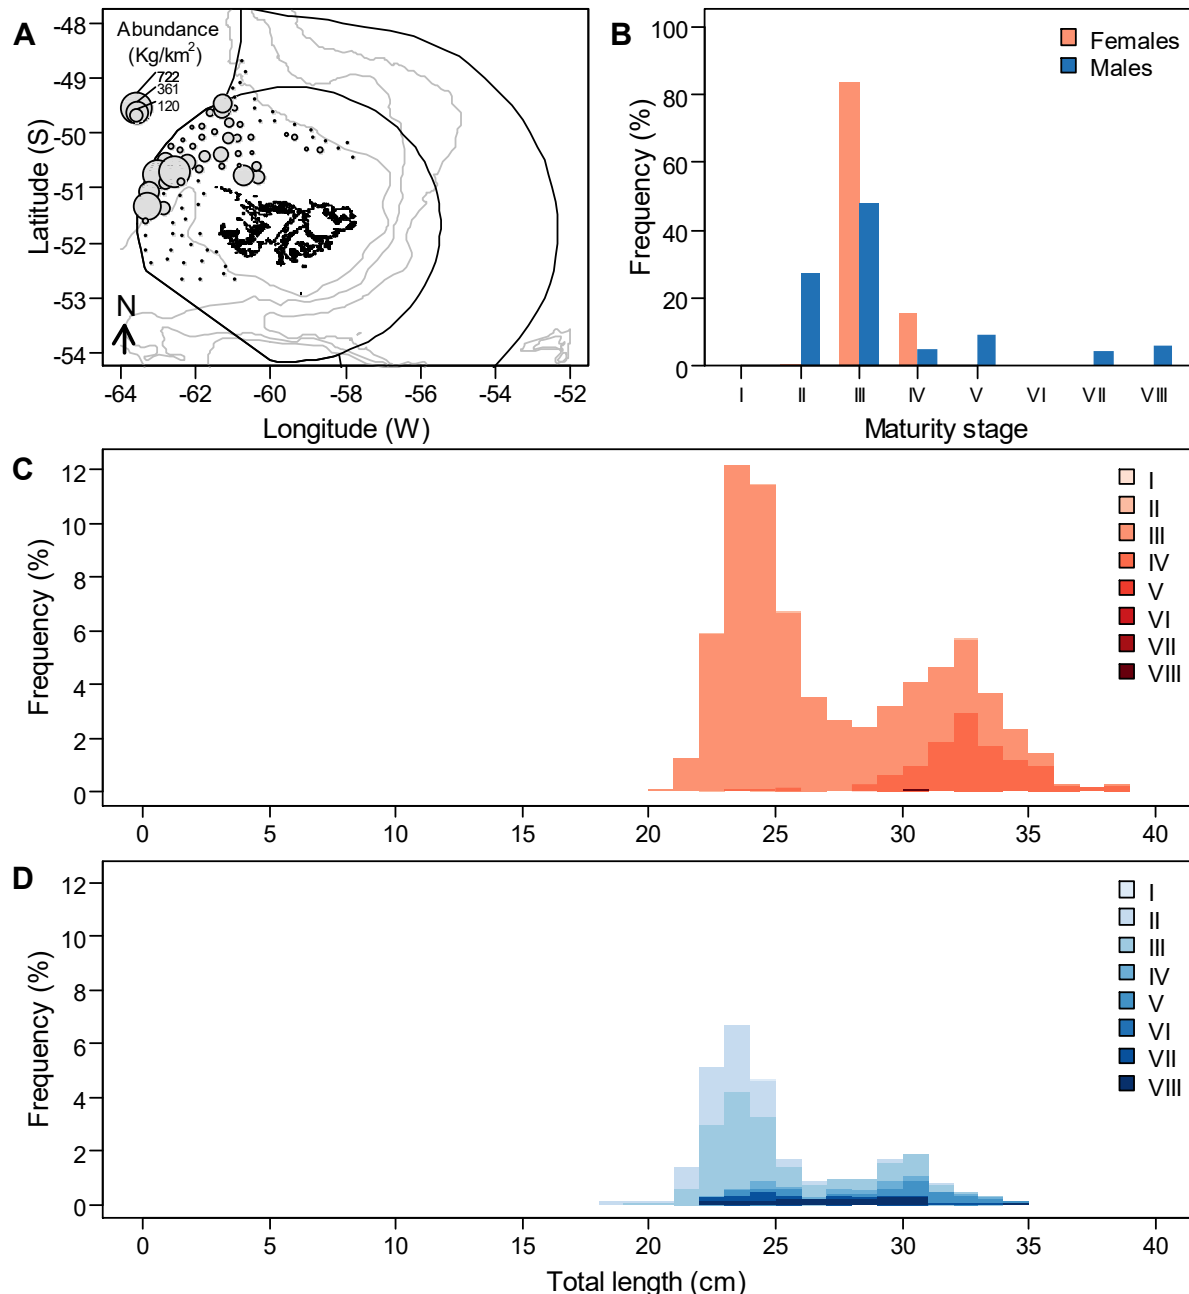 A
Abundance
(Kg/km²)
722
361
120
-48
-49
-50
-51
-52
-53
-54
Latitude (S)
N
-64
-62
-60
-58
-56
-54
-52
Longitude (W)
B
100
80
60
40
20
0
Frequency (%)
Females
Males
I
II
III
IV
V
VI
VII
VIII
Maturity stage
C
12
10
8
6
4
2
0
Frequency (%)
I
II
III
IV
V
VI
VII
VIII
0
5
10
15
20
25
30
35
40
D
12
10
8
6
4
2
0
Frequency (%)
I
II
III
IV
V
VI
VII
VIII
0
5
10
15
20
25
30
35
40
Total length (cm)